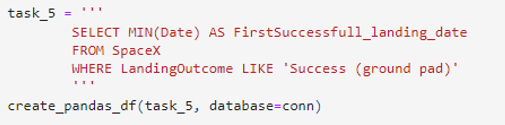 task_5 = '''
SELECT MIN(Date) AS FirstSuccessfull_landing_date
FROM SpaceX
WHERE LandingOutcome LIKE 'Success (ground pad)'
'''
create_pandas_df(task_5, database=conn)